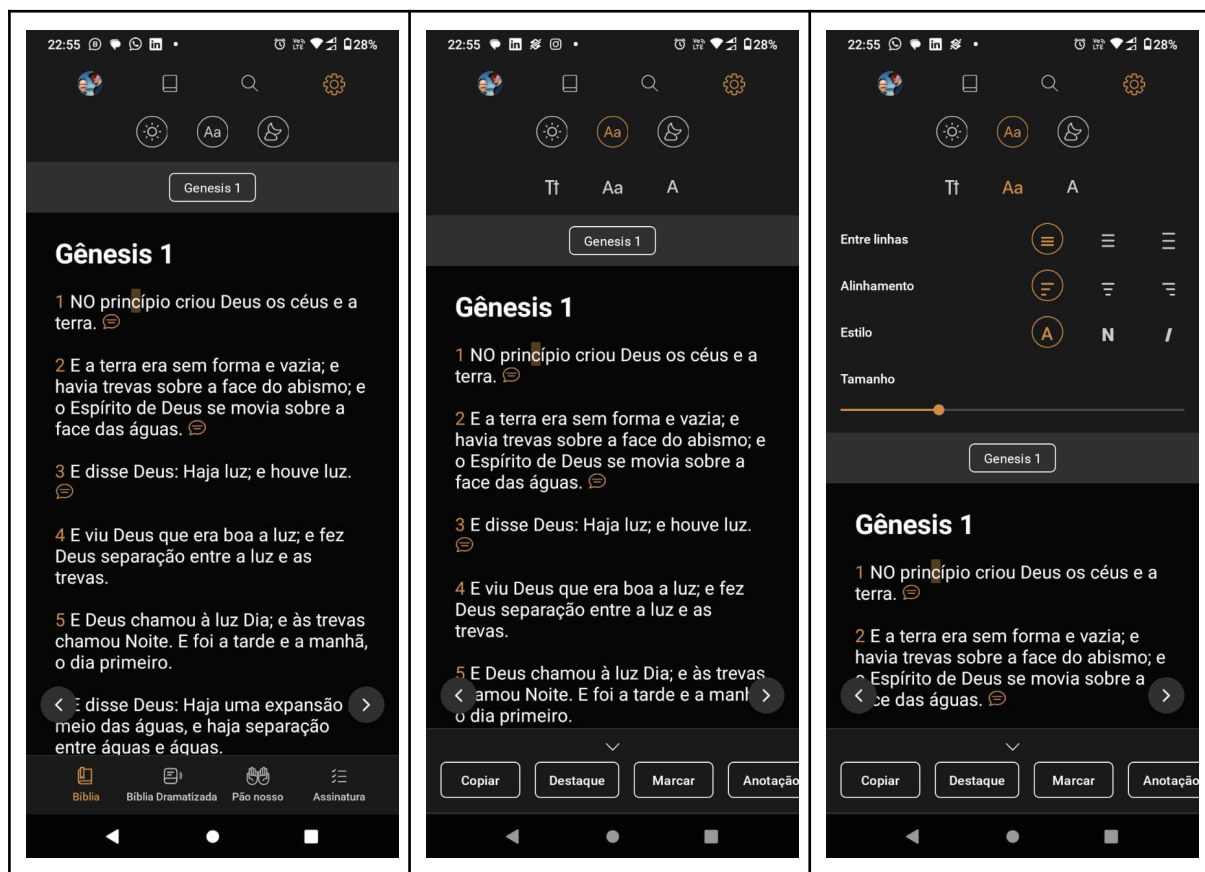 22:55
VoLTE
28%
Aa
Genesis 1
Gênesis 1
1 NO princípio criou Deus os céus e a
terra.
2 E a terra era sem forma e vazia; e
havia trevas sobre a face do abismo; e
o Espírito de Deus se movia sobre a
face das águas.
3 E disse Deus: Haja luz; e houve luz.
4 E viu Deus que era boa a luz; e fez
Deus separação entre a luz e as
trevas.
5 E Deus chamou à luz Dia; e às trevas
chamou Noite. E foi a tarde e a manhã,
o dia primeiro.
E disse Deus: Haja uma expansão
meio das águas, e haja separação
entre águas e águas.
Bíblia
Bíblia Dramatizada
Pão nosso
Assinatura
22:55
VoLTE
28%
Aa
Tt Aa A
Genesis 1
Gênesis 1
1 NO princípio criou Deus os céus e a
terra.
2 E a terra era sem forma e vazia; e
havia trevas sobre a face do abismo; e
o Espírito de Deus se movia sobre a
face das águas.
3 E disse Deus: Haja luz; e houve luz.
4 E viu Deus que era boa a luz; e fez
Deus separação entre a luz e as
trevas.
5 E Deus chamou à luz Dia; e às trevas
amou Noite. E foi a tarde e a manh
o dia primeiro.
Copiar
Destaque
Marcar
Anotação
22:55
VoLTE
28%
Aa
Tt Aa A
Entre linhas
Alinhamento
Estilo A N I
Tamanho
Genesis 1
Gênesis 1
1 NO princípio criou Deus os céus e a
terra.
2 E a terra era sem forma e vazia; e
havia trevas sobre a face do abismo; e
Espírito de Deus se movia sobre a
ce das águas.
Copiar
Destaque
Marcar
Anotação